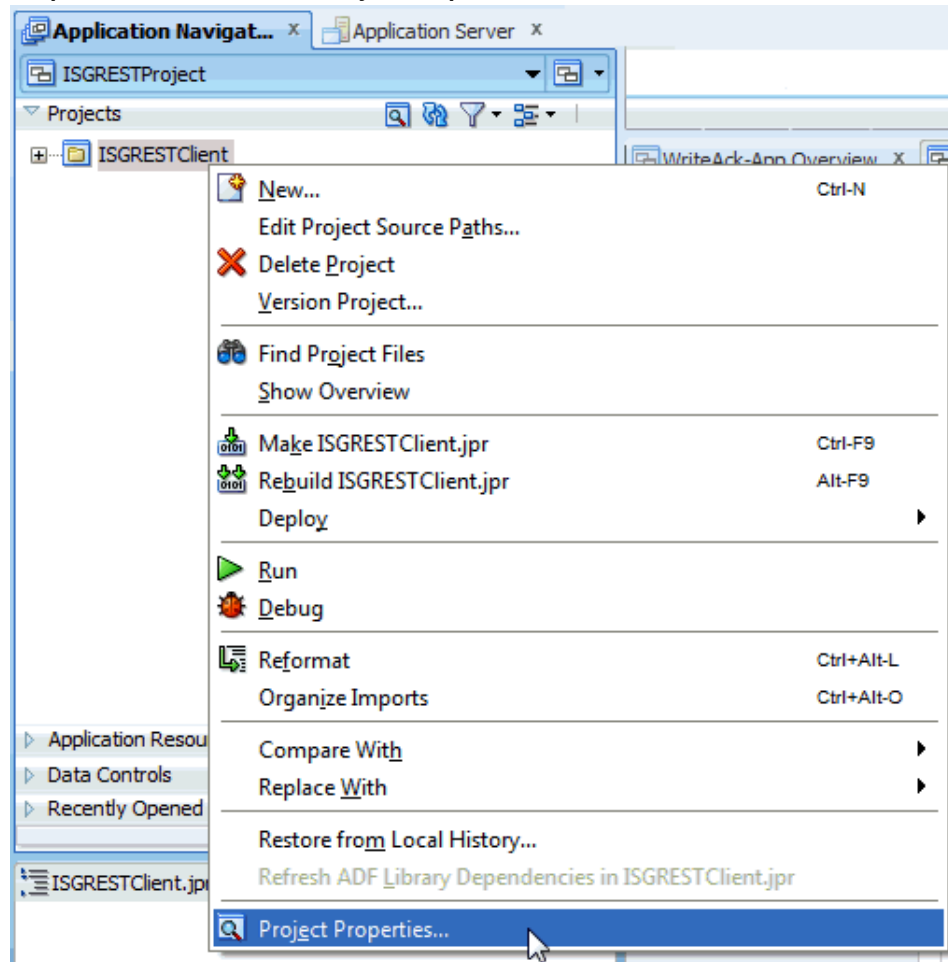 Application Navigat... x Application Server x
ISGRESTProject
Projects
ISGRESTClient
WriteAck-App Overview x
New... Ctrl-N
Edit Project Source Paths...
Delete Project
Version Project...
Find Project Files
Show Overview
Make ISGRESTClient.jpr Ctrl-F9
Rebuild ISGRESTClient.jpr Alt-F9
Deploy
Run
Debug
Reformat Ctrl+Alt-L
Organize Imports Ctrl+Alt-O
Application Resou
Compare With
Data Controls
Replace With
Recently Opened
Restore from Local History...
Refresh ADF Library Dependencies in ISGRESTClient.jpr
ISGRESTClient.jp
Project Properties...